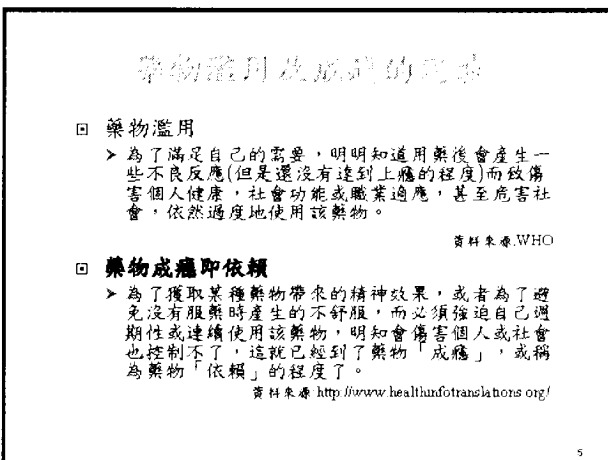 藥物濫用及成癮的
藥物濫用
➤ 為了滿足自己的需要，明明知道用藥後會產生一
些不良反應(但是還沒有達到上癮的程度)而致傷
害個人健康，社會功能或職業適應，甚至危害社
會，依然過度地使用該藥物。
資料來源:WHO
藥物成癮即依賴
➤ 為了獲取某種藥物帶來的精神效果，或者為了避
免沒有服藥時產生的不舒服，而必須強迫自己週
期性或連續使用該藥物，明知會傷害個人或社會
也控制不了，這就已經到了藥物「成癮」，或稱
為藥物「依賴」的程度了。
資料來源:http://www.healthinfotranslations.org/
5